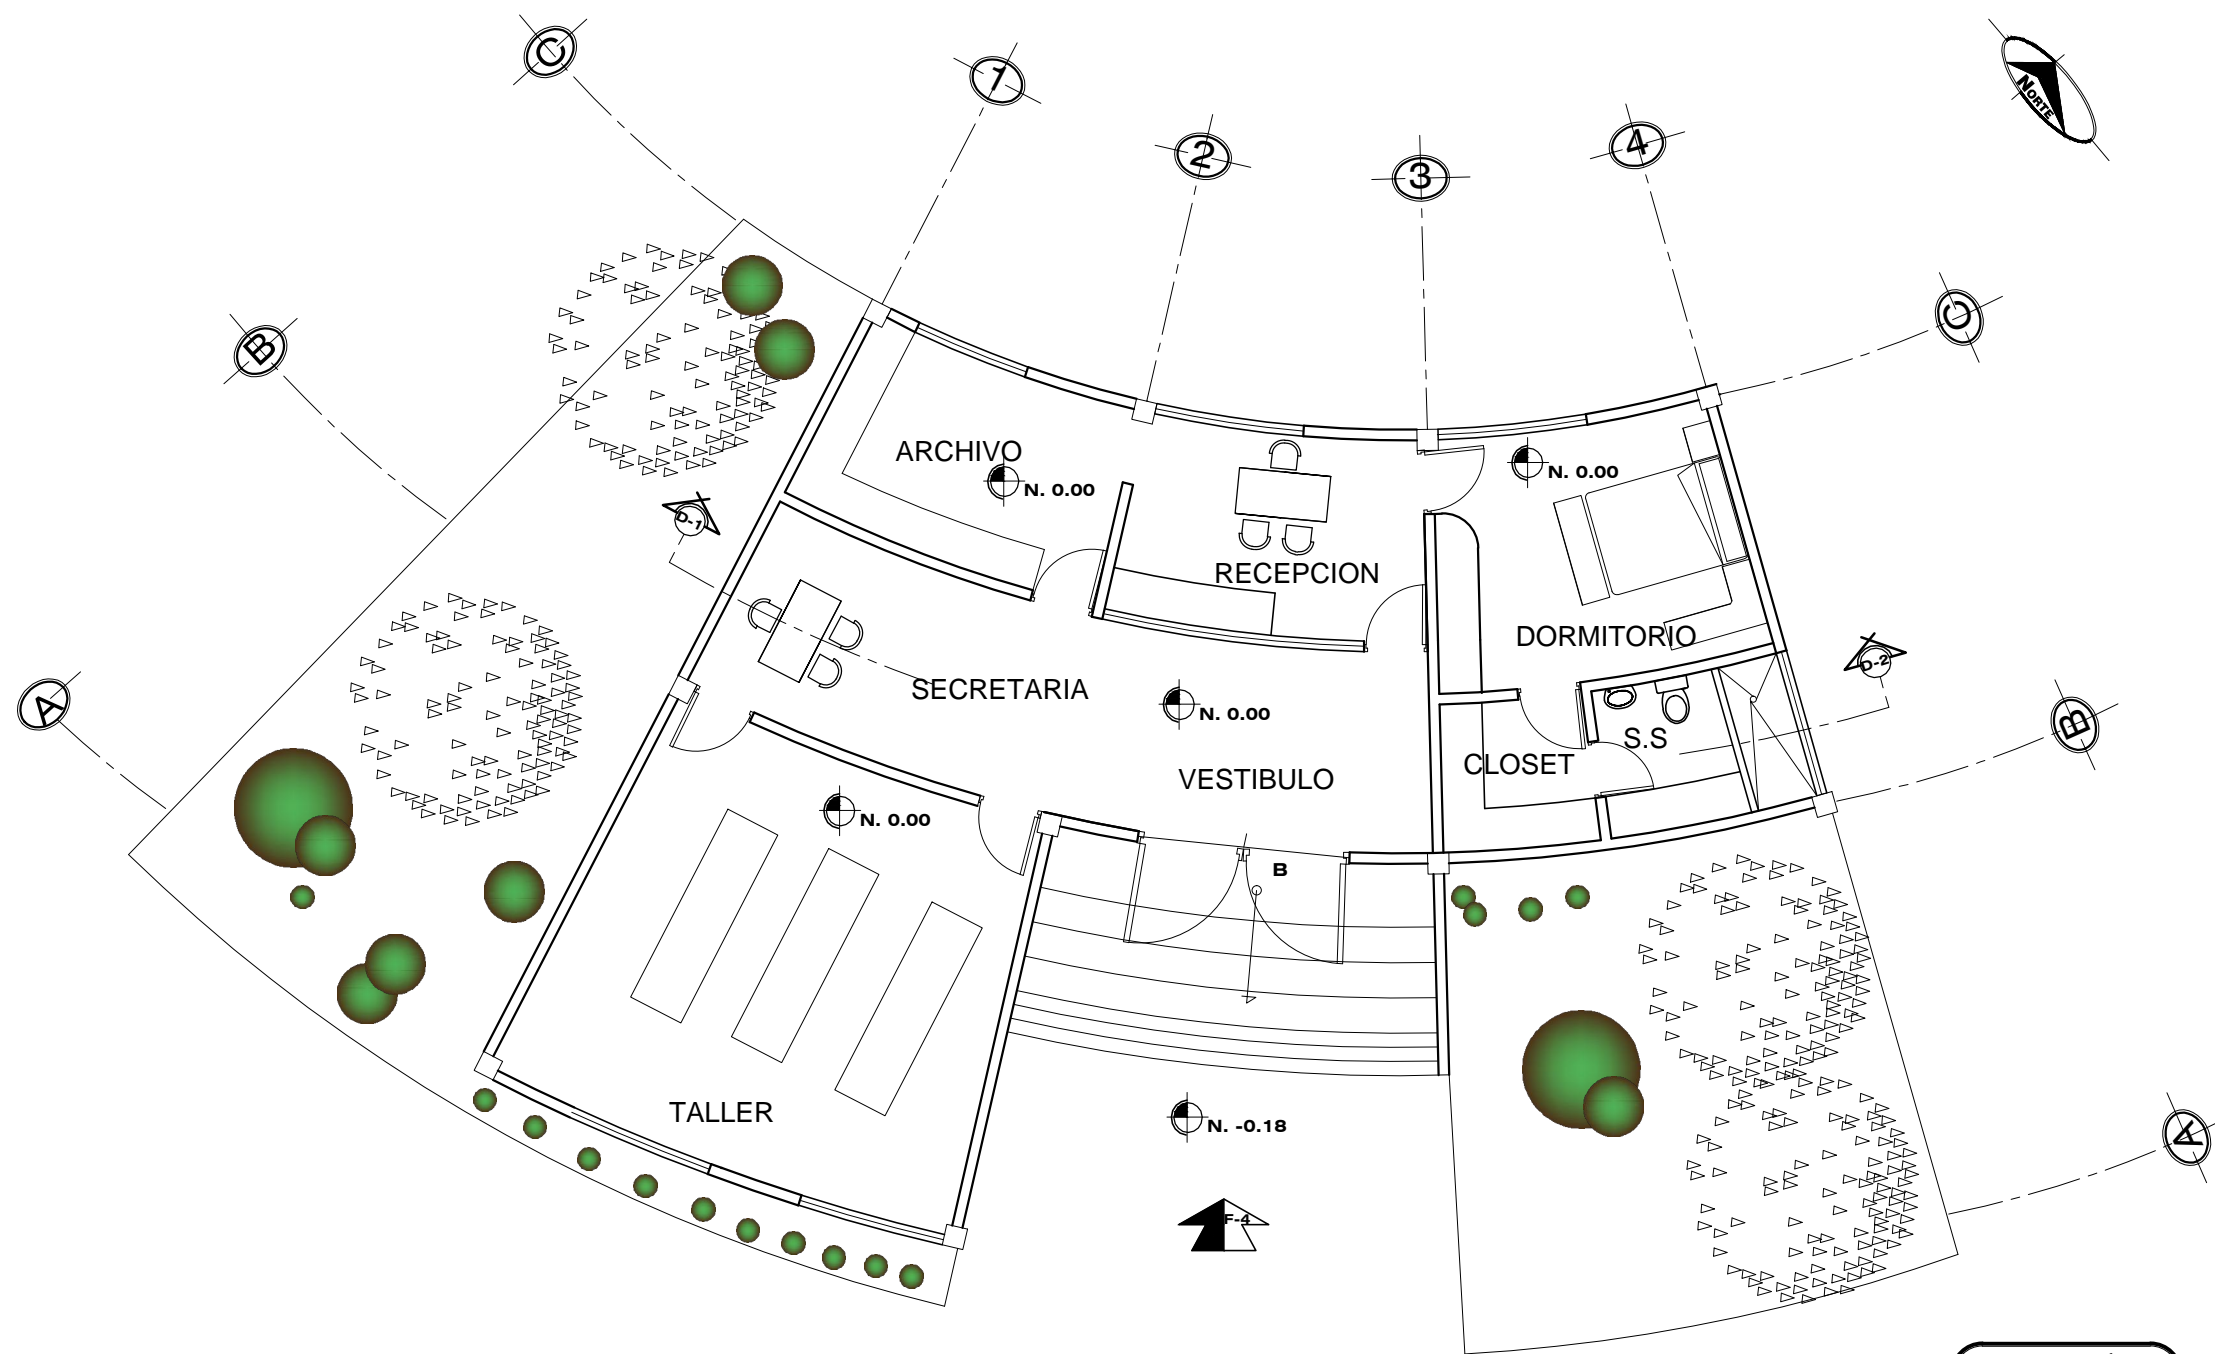 C
1
2
3
4
NORTE
B
C
ARCHIVO
N. 0.00
N. 0.00
D-1
RECEPCION
DORMITORIO
D-2
A
SECRETARIA
N. 0.00
S.S
B
CLOSET
VESTIBULO
N. 0.00
B
TALLER
N. -0.18
A
F-4